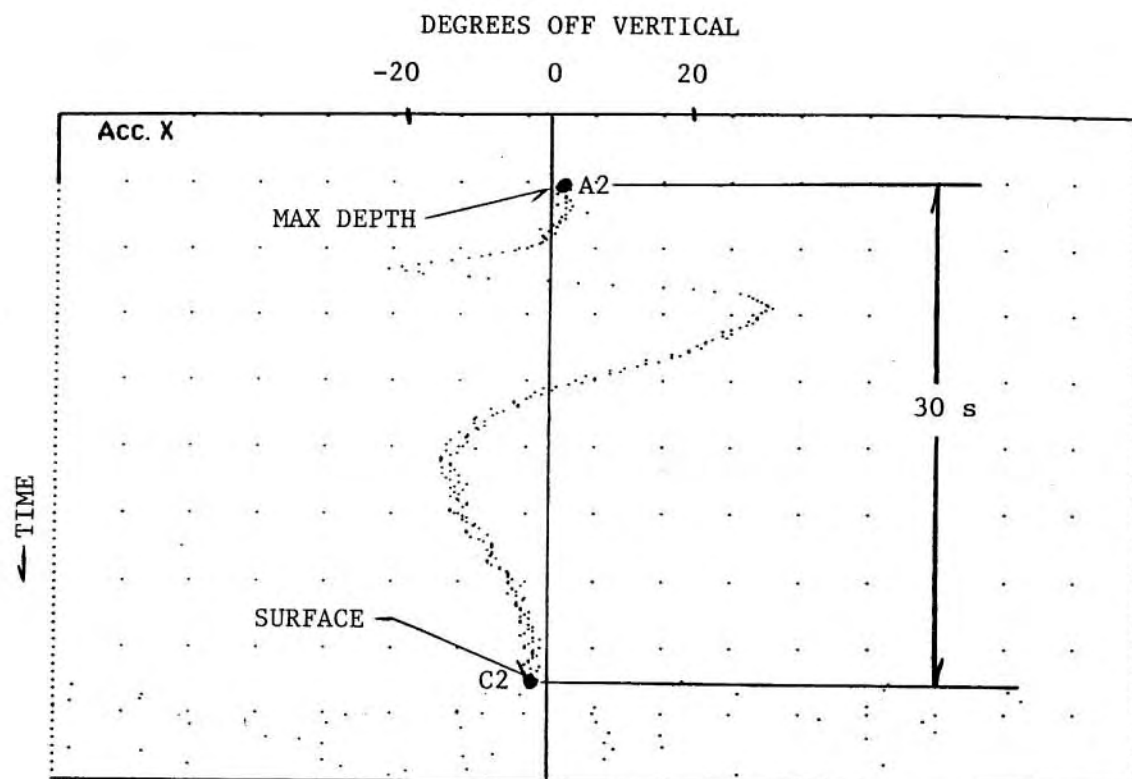 DEGREES OFF VERTICAL
-20 0 20
Acc. X
A2
MAX DEPTH
30 s
TIME
SURFACE
C2